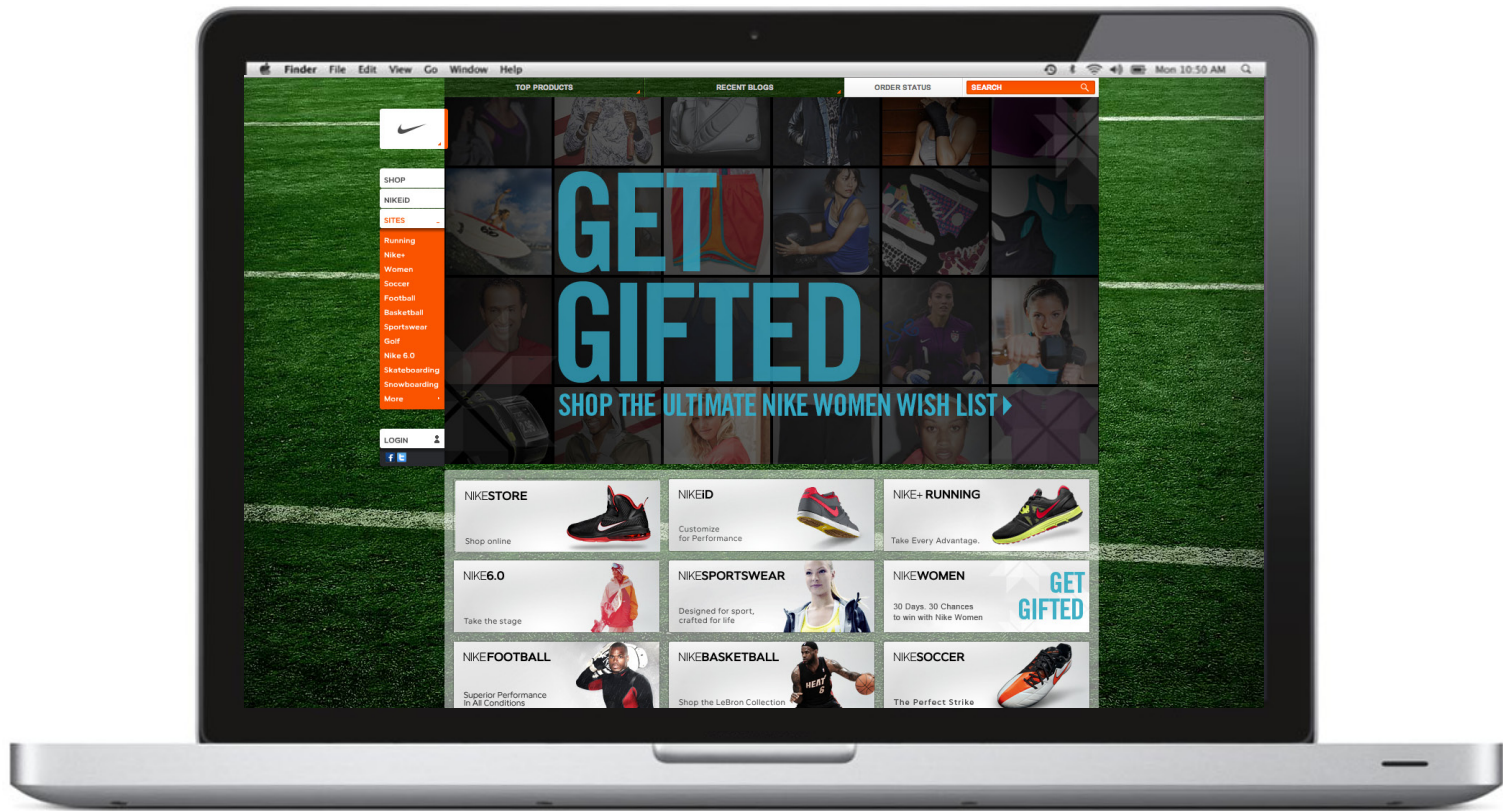 Finder File Edit View Go Window Help
Mon 10:50 AM
TOP PRODUCTS
RECENT BLOGS
ORDER STATUS
SEARCH
SHOP
NIKEiD
SITES
Running
Nike+
Women
Soccer
Football
Basketball
Sportswear
Golf
Nike 6.0
Skateboarding
Snowboarding
More
LOGIN
GET
GIFTED
SHOP THE ULTIMATE NIKE WOMEN WISH LIST
NIKESTORE
Shop online
NIKEiD
Customize
for Performance
NIKE+ RUNNING
Take Every Advantage.
NIKE6.0
Take the stage
NIKESPORTSWEAR
Designed for sport,
crafted for life
NIKEWOMEN
30 Days. 30 Chances
to win with Nike Women
GET
GIFTED
NIKEFOOTBALL
Superior Performance
In All Conditions
NIKEBASKETBALL
Shop the LeBron Collection
HEAT
6
NIKESOCCER
The Perfect Strike